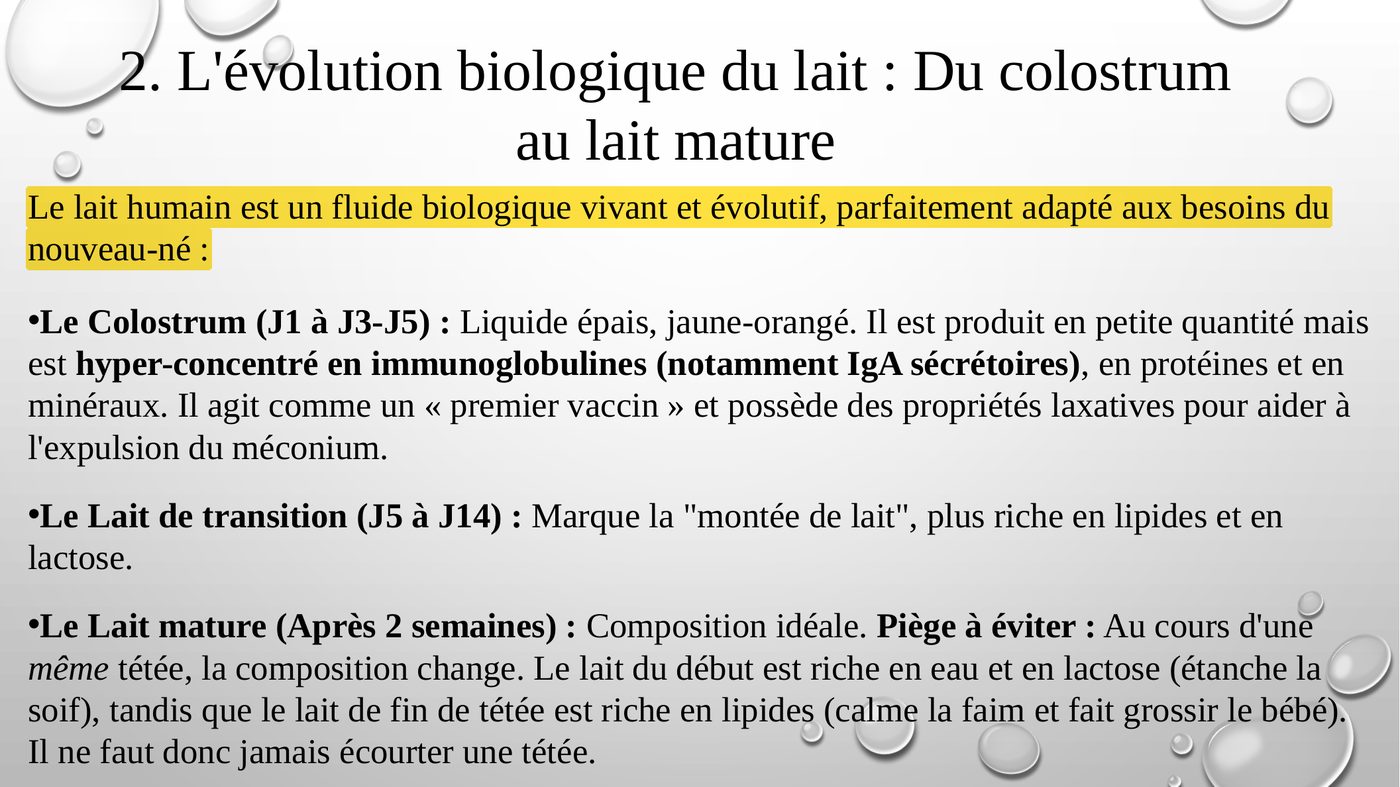 2. L'évolution biologique du lait : Du colostrum
au lait mature
Le lait humain est un fluide biologique vivant et évolutif, parfaitement adapté aux besoins du
nouveau-né :
•Le Colostrum (J1 à J3-J5) : Liquide épais, jaune-orangé. Il est produit en petite quantité mais
est hyper-concentré en immunoglobulines (notamment IgA sécrétoires), en protéines et en
minéraux. Il agit comme un « premier vaccin » et possède des propriétés laxatives pour aider à
l'expulsion du méconium.
•Le Lait de transition (J5 à J14) : Marque la "montée de lait", plus riche en lipides et en
lactose.
•Le Lait mature (Après 2 semaines) : Composition idéale. Piège à éviter : Au cours d'une
même tétée, la composition change. Le lait du début est riche en eau et en lactose (étanche la
soif), tandis que le lait de fin de tétée est riche en lipides (calme la faim et fait grossir le bébé).
Il ne faut donc jamais écourter une tétée.